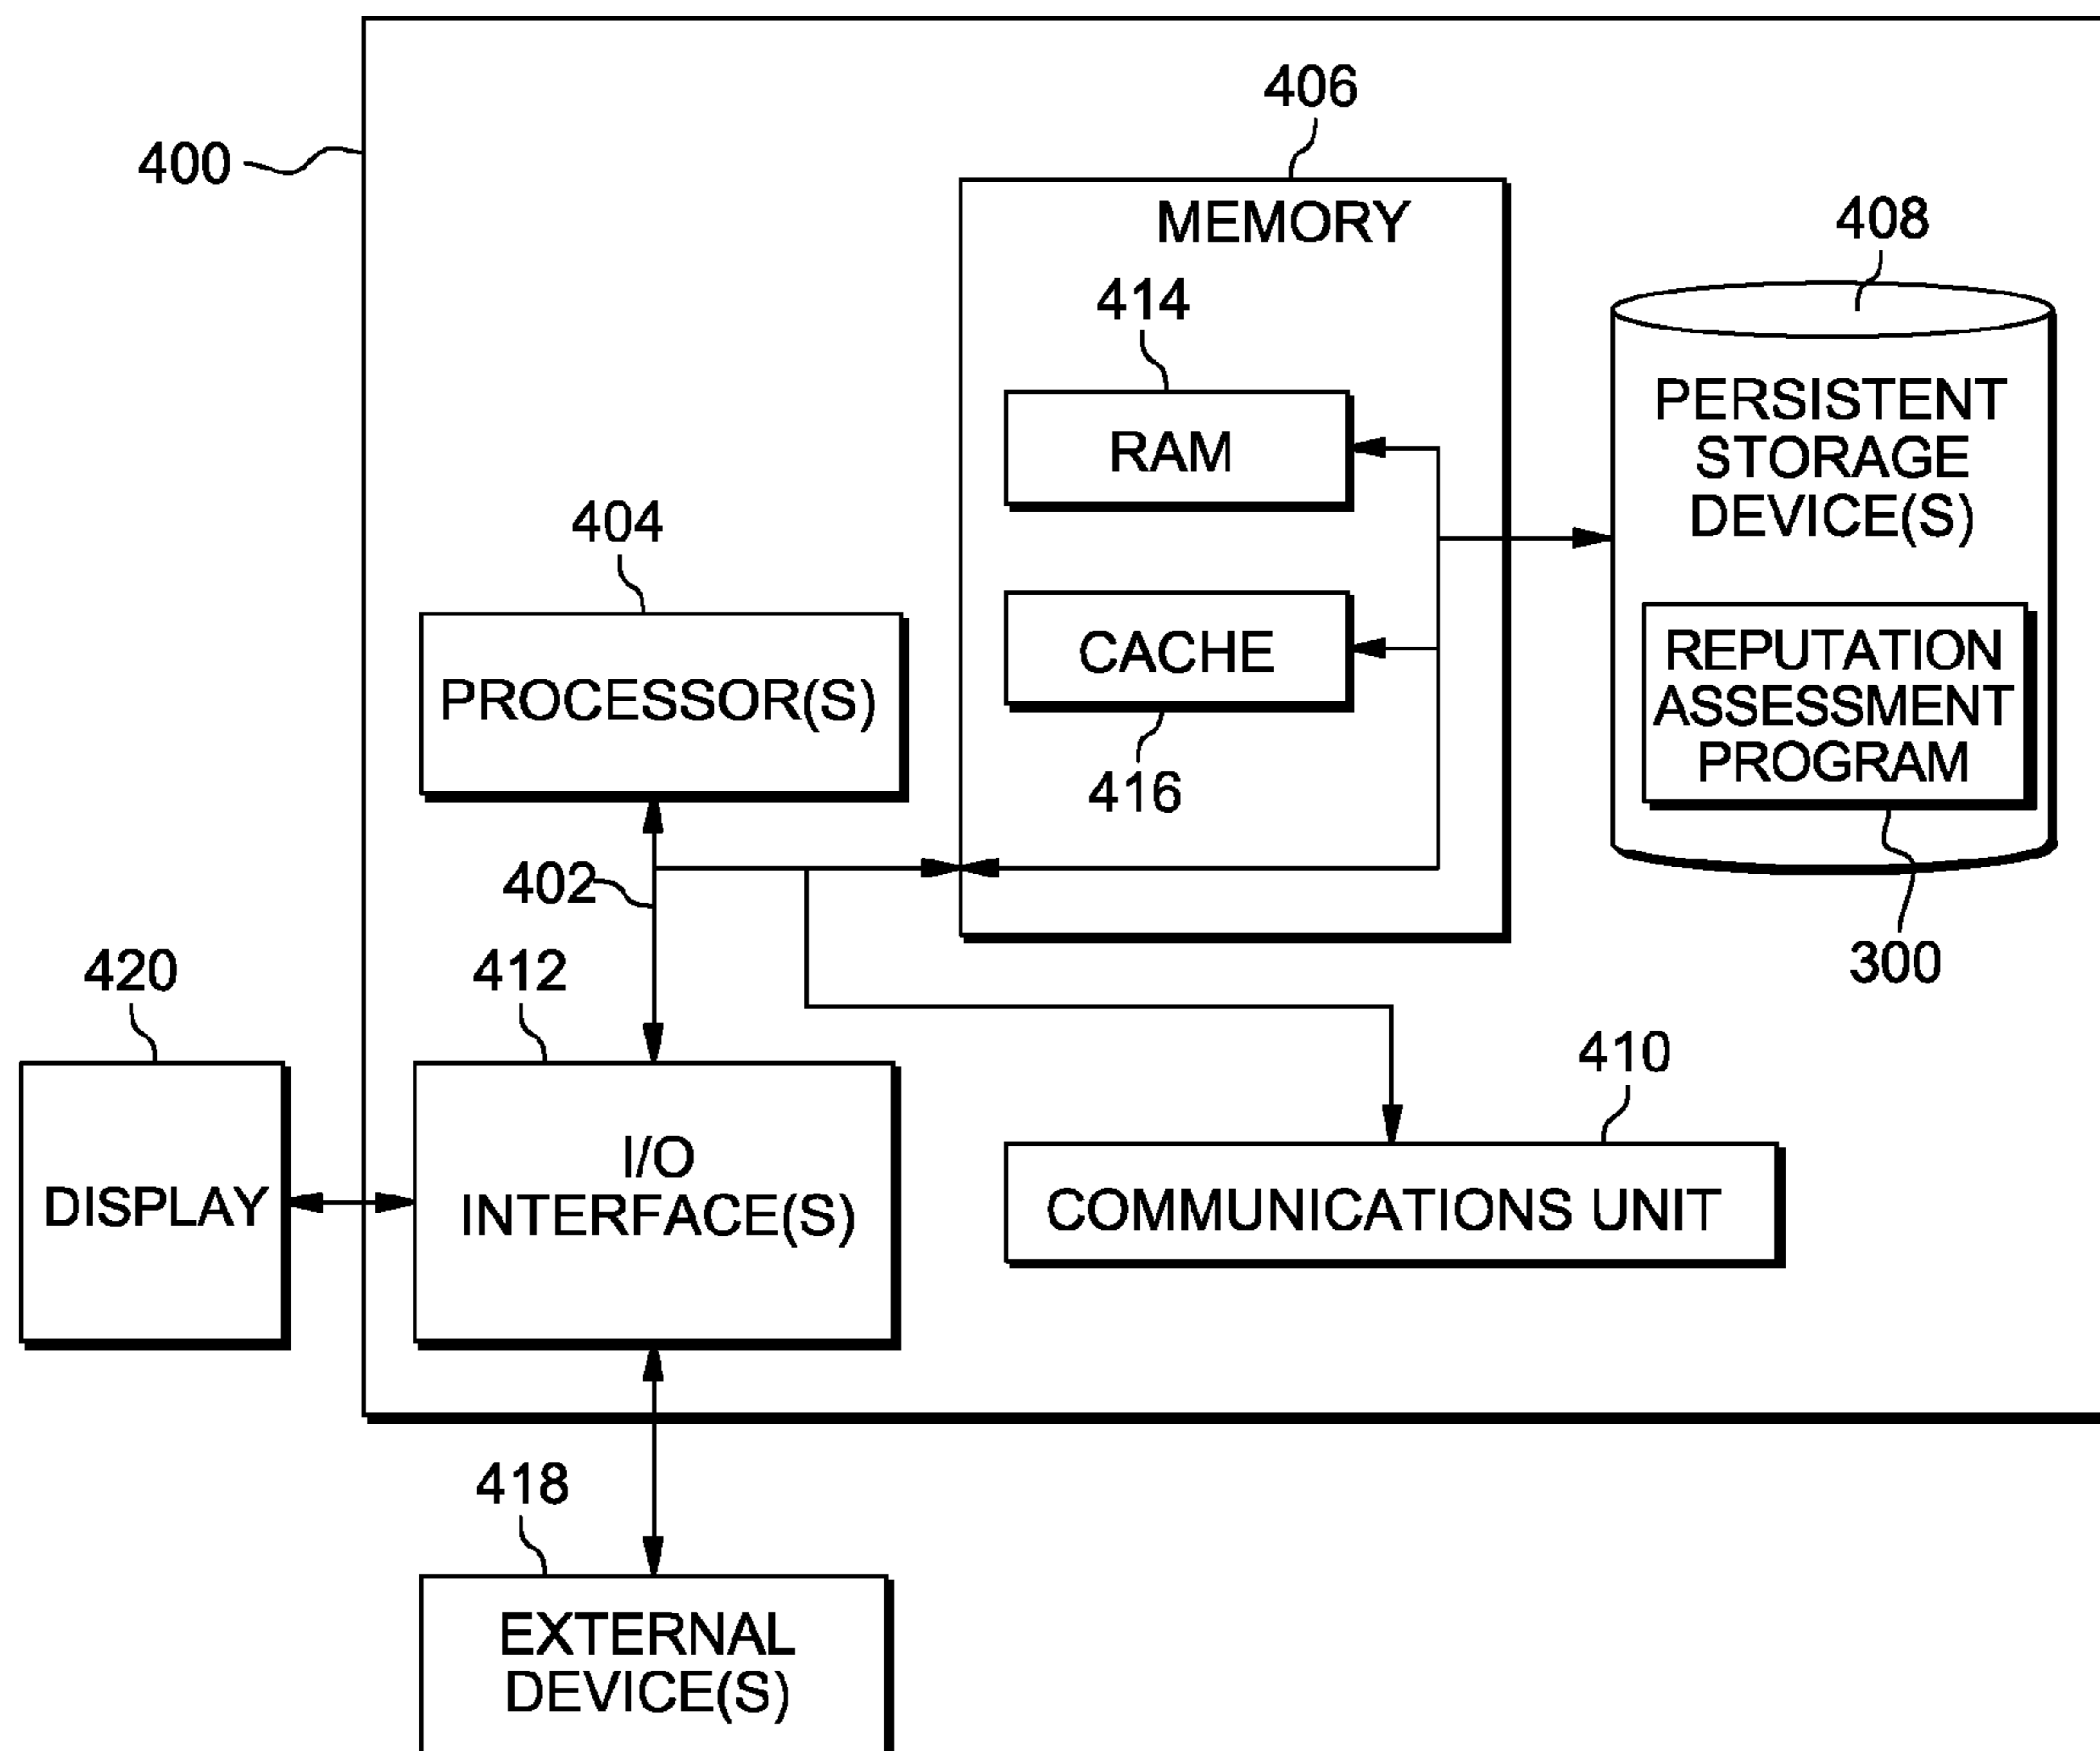 406
400
MEMORY
408
414
RAM
PERSISTENT
STORAGE
DEVICE(S)
404
PROCESSOR(S)
CACHE
416
REPUTATION
ASSESSMENT
PROGRAM
402
300
420
412
410
DISPLAY
I/O
INTERFACE(S)
COMMUNICATIONS UNIT
418
EXTERNAL
DEVICE(S)